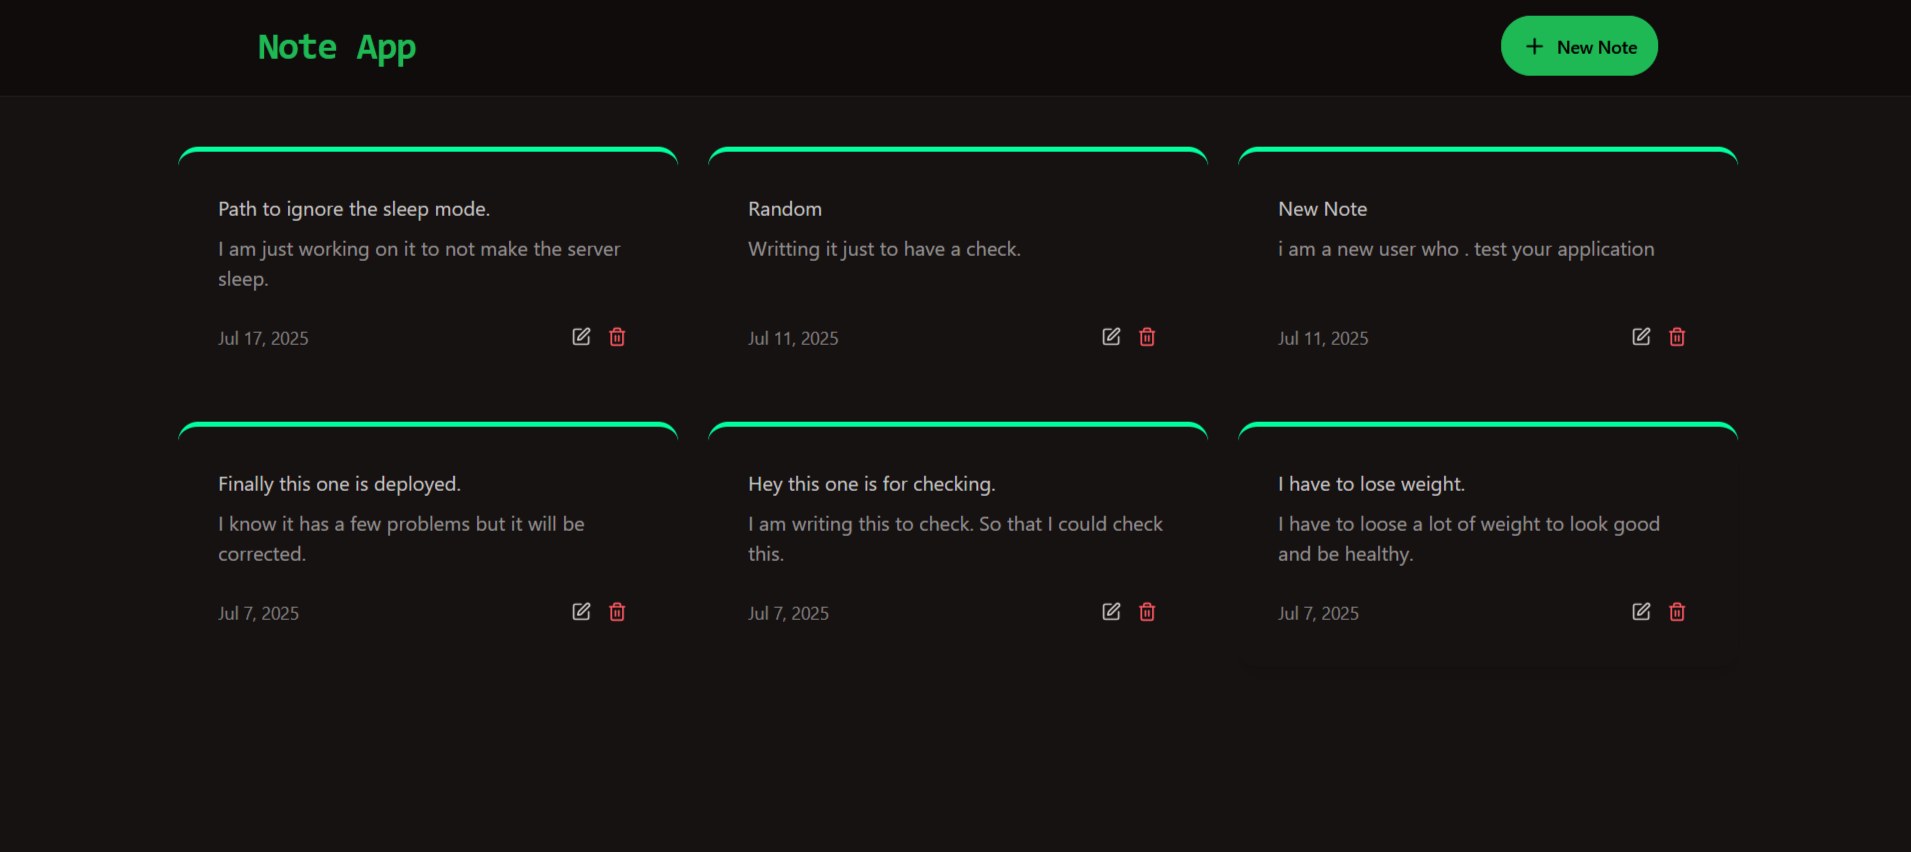 Note App
New Note
Path to ignore the sleep mode.
I am just working on it to not make the server
sleep.
Jul 17, 2025
Random
Writting it just to have a check.
Jul 11, 2025
New Note
i am a new user who . test your application
Jul 11, 2025
Finally this one is deployed.
I know it has a few problems but it will be
corrected.
Jul 7, 2025
Hey this one is for checking.
I am writing this to check. So that I could check
this.
Jul 7, 2025
I have to lose weight.
I have to loose a lot of weight to look good
and be healthy.
Jul 7, 2025